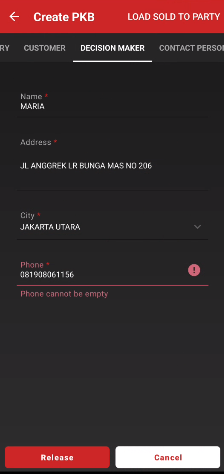 Create PKB
LOAD SOLD TO PARTY
RY
CUSTOMER
DECISION MAKER
CONTACT PERSO
Name *
MARIA
Address *
JL ANGGREK LR BUNGA MAS NO 206
City *
JAKARTA UTARA
Phone *
081908061156
Phone cannot be empty
Release
Cancel